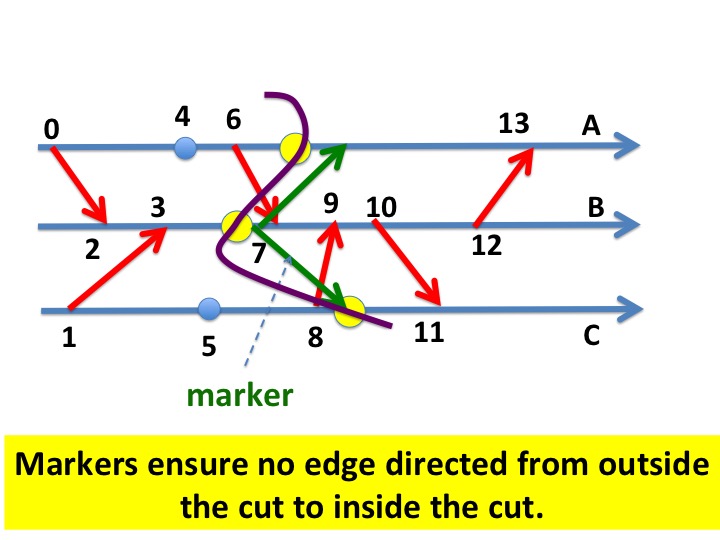 0
4
6
13
A
3
9
10
B
2
7
12
1
5
8
11
C
marker
Markers ensure no edge directed from outside
the cut to inside the cut.